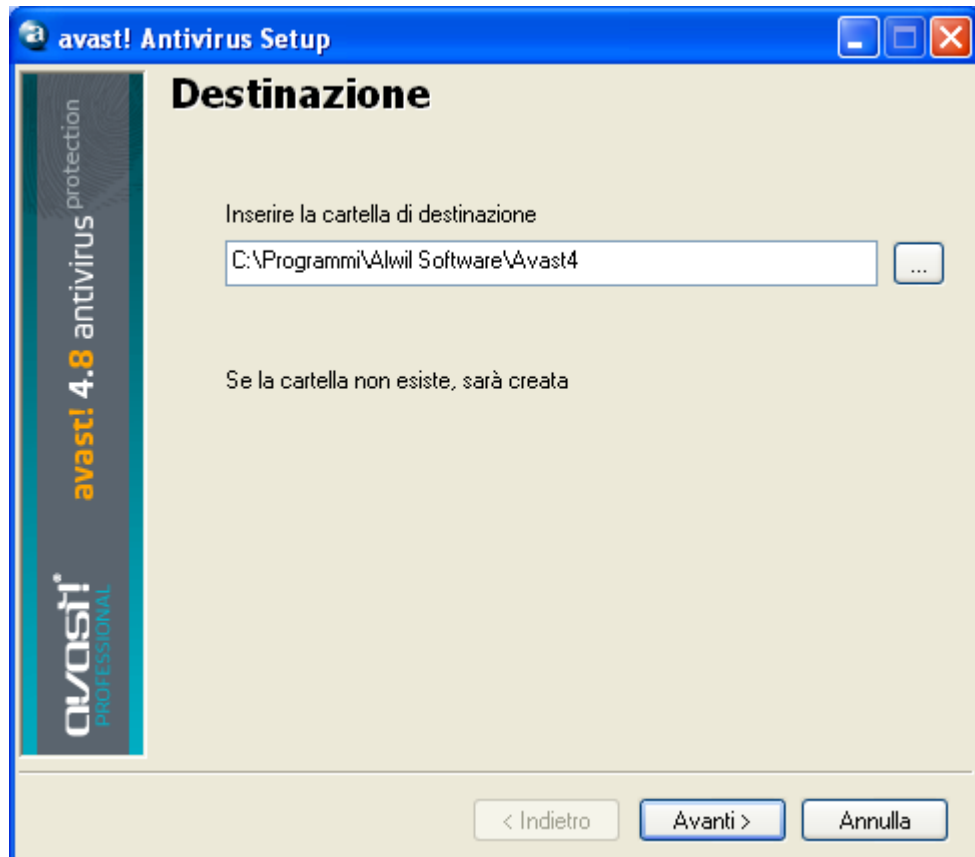 avast! Antivirus Setup
avast! 4.8 antivirus protection
avast!®
PROFESSIONAL
Destinazione
Inserire la cartella di destinazione
C:\Programmi\Alwil Software\Avast4
...
Se la cartella non esiste, sarà creata
< Indietro
Avanti >
Annulla